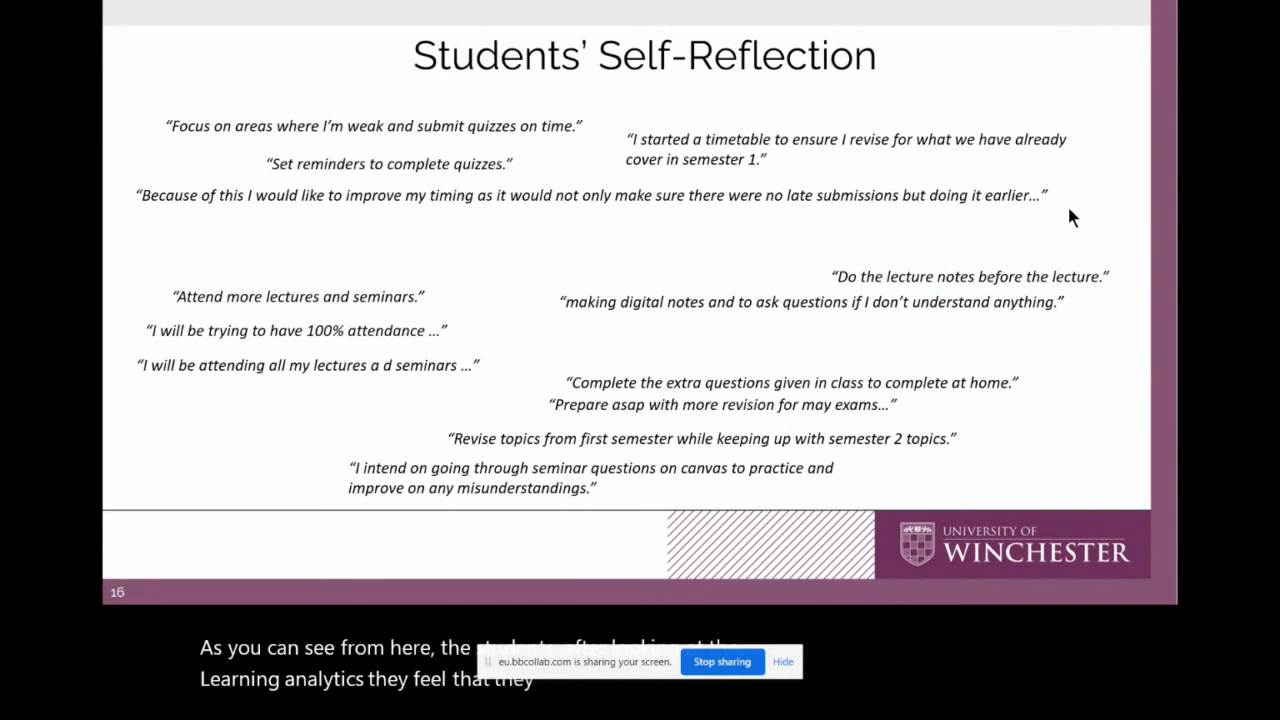 Students’ Self-Reflection
“Focus on areas where I’m weak and submit quizzes on time.”
“I started a timetable to ensure I revise for what we have already
cover in semester 1.”
“Set reminders to complete quizzes.”
“Because of this I would like to improve my timing as it would not only make sure there were no late submissions but doing it earlier…”
“Do the lecture notes before the lecture.”
“Attend more lectures and seminars.”
“making digital notes and to ask questions if I don’t understand anything.”
“I will be trying to have 100% attendance …”
“I will be attending all my lectures a d seminars …”
“Complete the extra questions given in class to complete at home.”
“Prepare asap with more revision for may exams…”
“Revise topics from first semester while keeping up with semester 2 topics.”
“I intend on going through seminar questions on canvas to practice and
improve on any misunderstandings.”
UNIVERSITY OF
WINCHESTER
16
As you can see from here, the students, after looking at the
Learning analytics they feel that they
eu.bbcollab.com is sharing your screen.
Stop sharing
Hide